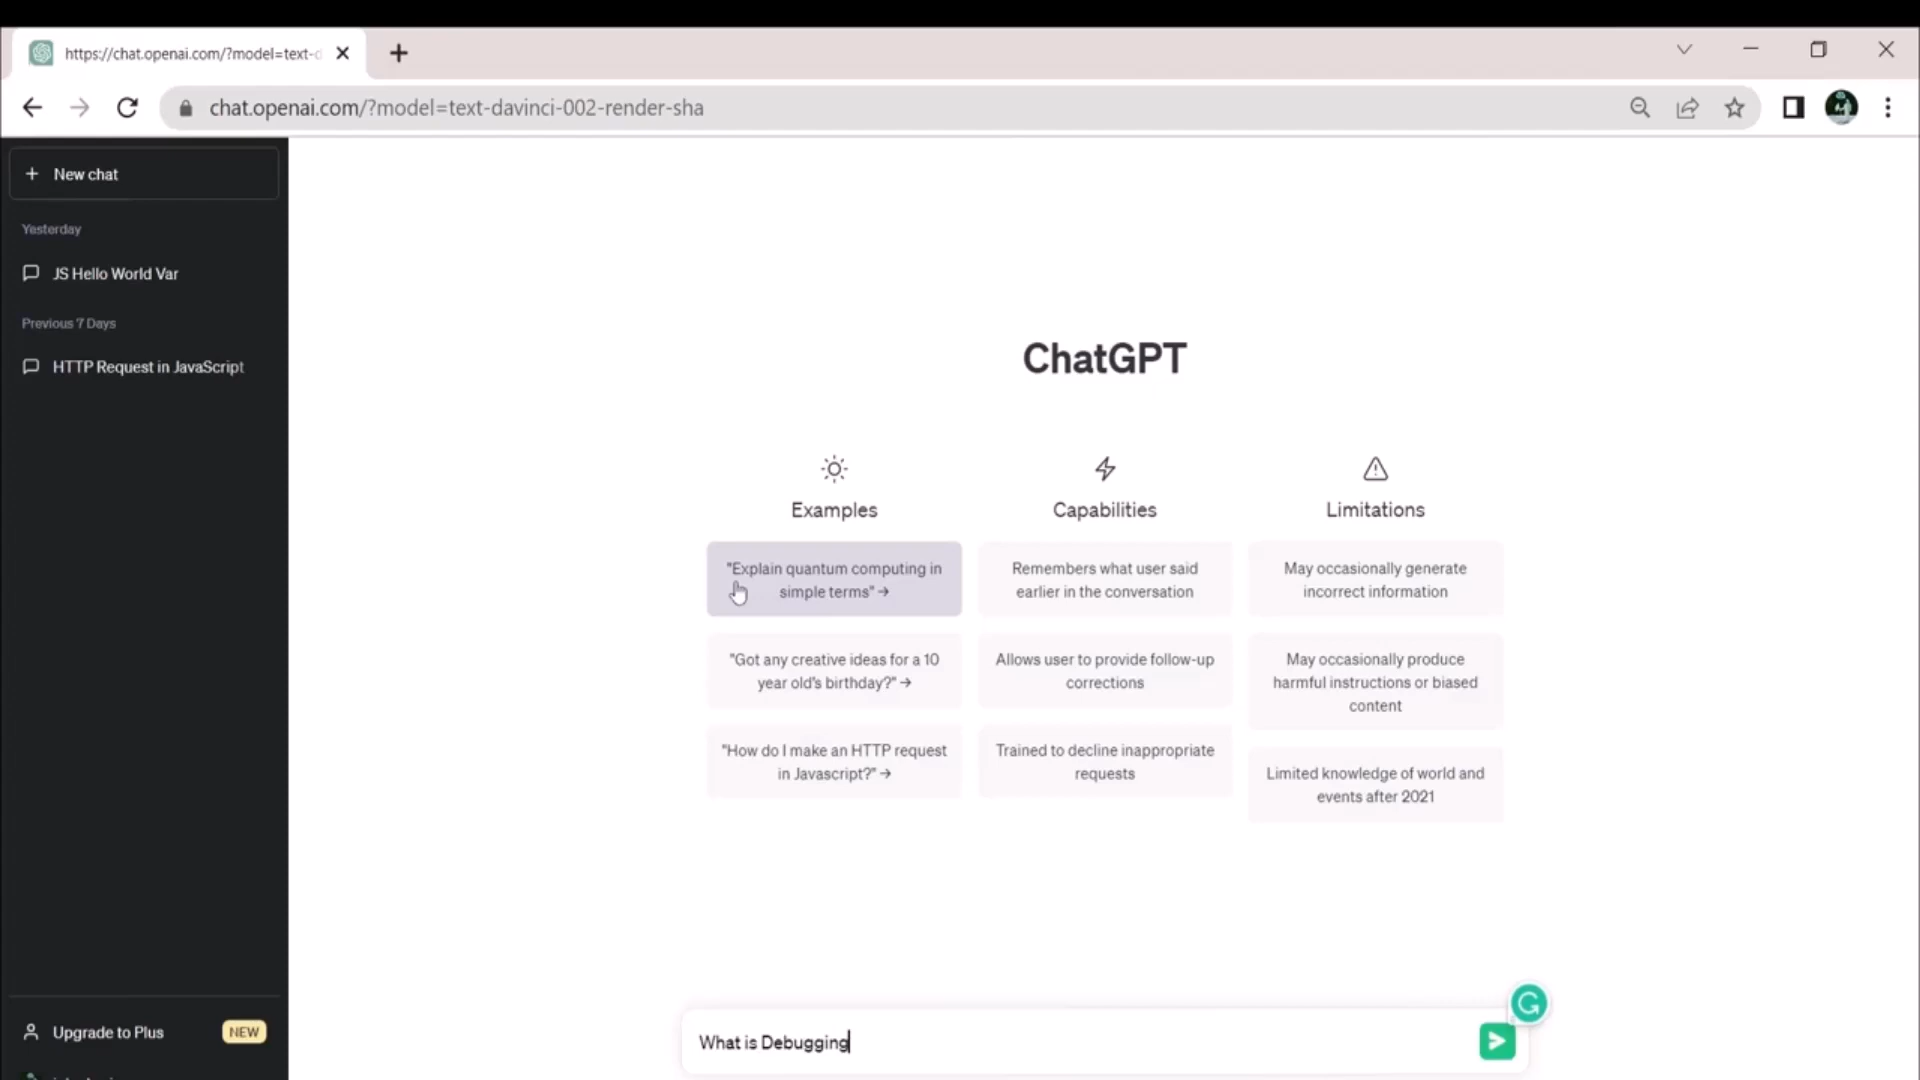 https://chat.openai.com/?model=text-d
chat.openai.com/?model=text-davinci-002-render-sha
New chat
Yesterday
JS Hello World Var
Previous 7 Days
HTTP Request in JavaScript
ChatGPT
Examples
Capabilities
Limitations
"Explain quantum computing in
simple terms" →
Remembers what user said
earlier in the conversation
May occasionally generate
incorrect information
"Got any creative ideas for a 10
year old's birthday?" →
Allows user to provide follow-up
corrections
May occasionally produce
harmful instructions or biased
content
"How do I make an HTTP request
in Javascript?" →
Trained to decline inappropriate
requests
Limited knowledge of world and
events after 2021
Upgrade to Plus
NEW
What is Debugging